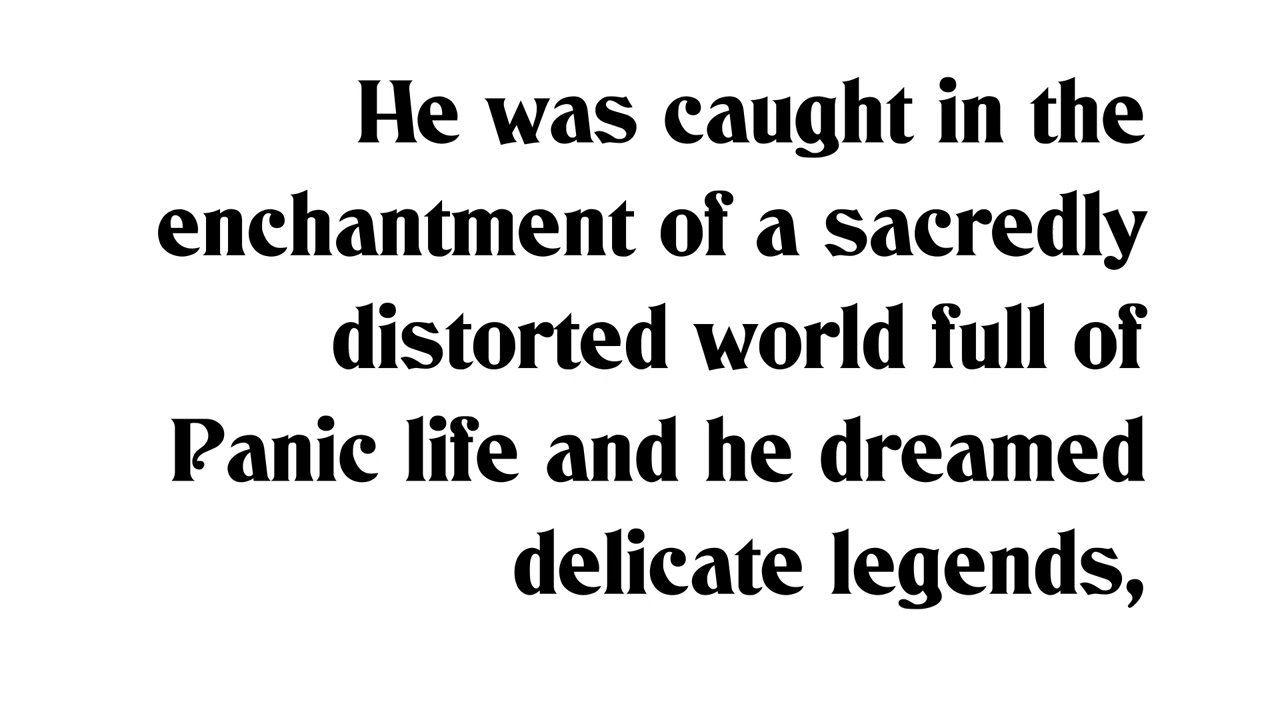 He was caught in the
enchantment of a sacredly
distorted world full of
Panic life and he dreamed
delicate legends,